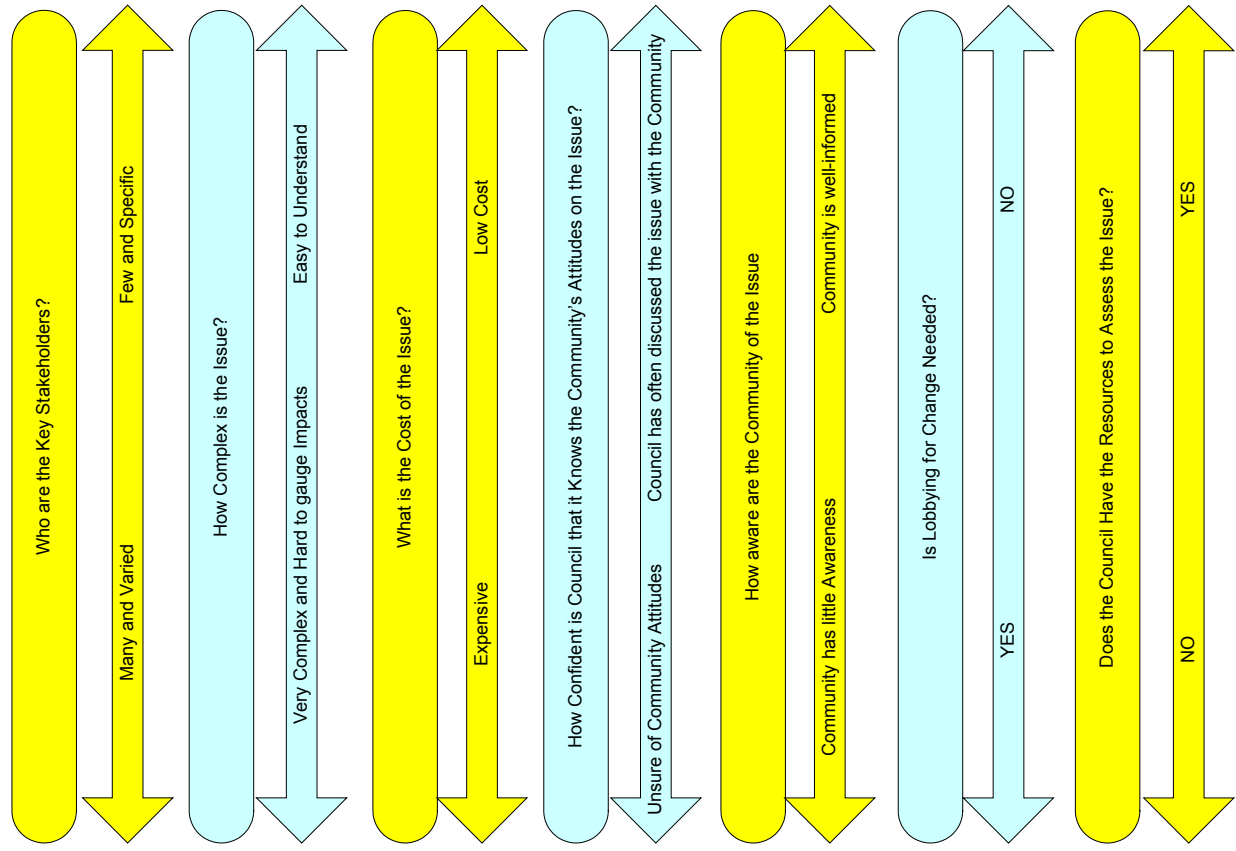 Who are the Key Stakeholders?
Many and Varied
Few and Specific
How Complex is the Issue?
Very Complex and Hard to gauge Impacts
Easy to Understand
What is the Cost of the Issue?
Expensive
Low Cost
How Confident is Council that it Knows the Community's Attitudes on the Issue?
Unsure of Community Attitudes
Council has often discussed the issue with the Community
How aware are the Community of the Issue
Community has little Awareness
Community is well-informed
Is Lobbying for Change Needed?
YES
NO
Does the Council Have the Resources to Assess the Issue?
NO
YES